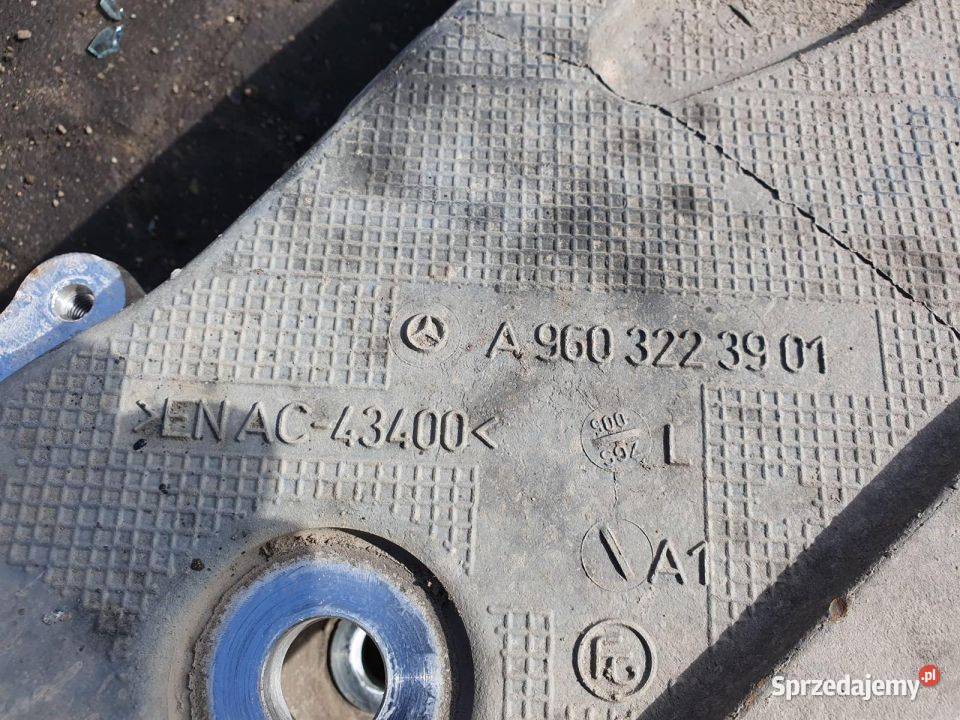 A 960 322 39 01
>EN AC-43400<
L
A1
Sprzedajemy.pl